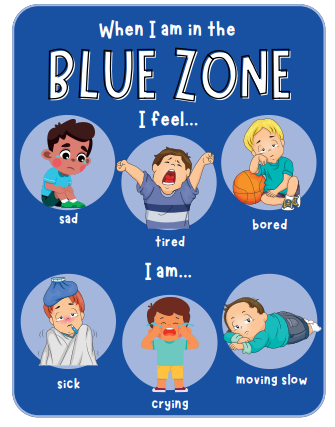 When I am in the
BLUE ZONE
I feel...
sad
tired
bored
I am...
sick
crying
moving slow